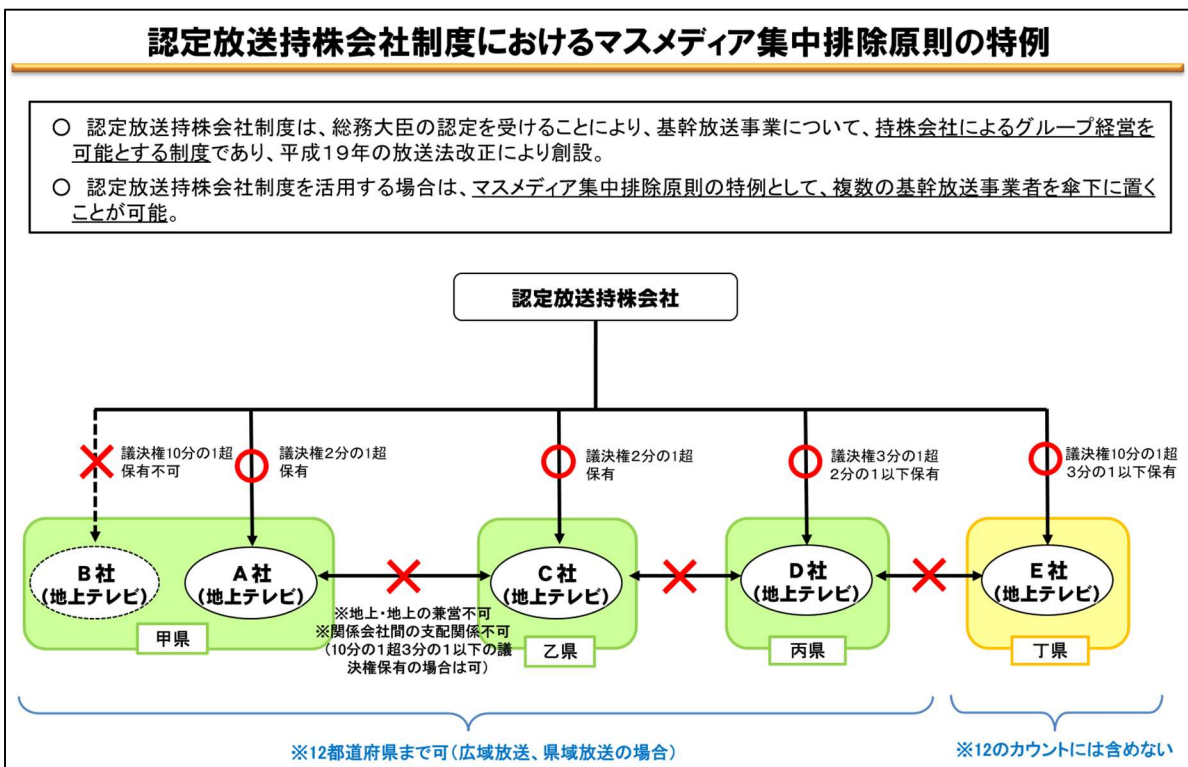 認定放送持株会社制度におけるマスメディア集中排除原則の特例
○ 認定放送持株会社制度は、総務大臣の認定を受けることにより、基幹放送事業について、持株会社によるグループ経営を
可能とする制度であり、平成19年の放送法改正により創設。
○ 認定放送持株会社制度を活用する場合は、マスメディア集中排除原則の特例として、複数の基幹放送事業者を傘下に置く
ことが可能。
認定放送持株会社
議決権10分の1超
保有不可
議決権2分の1超
保有
議決権2分の1超
保有
議決権3分の1超
2分の1以下保有
議決権10分の1超
3分の1以下保有
B社
(地上テレビ)
A社
(地上テレビ)
C社
(地上テレビ)
D社
(地上テレビ)
E社
(地上テレビ)
※地上・地上の兼営不可
※関係会社間の支配関係不可
(10分の1超3分の1以下の議
決権保有の場合は可)
甲県
乙県
丙県
丁県
※12都道府県まで可(広域放送、県域放送の場合)
※12のカウントには含めない